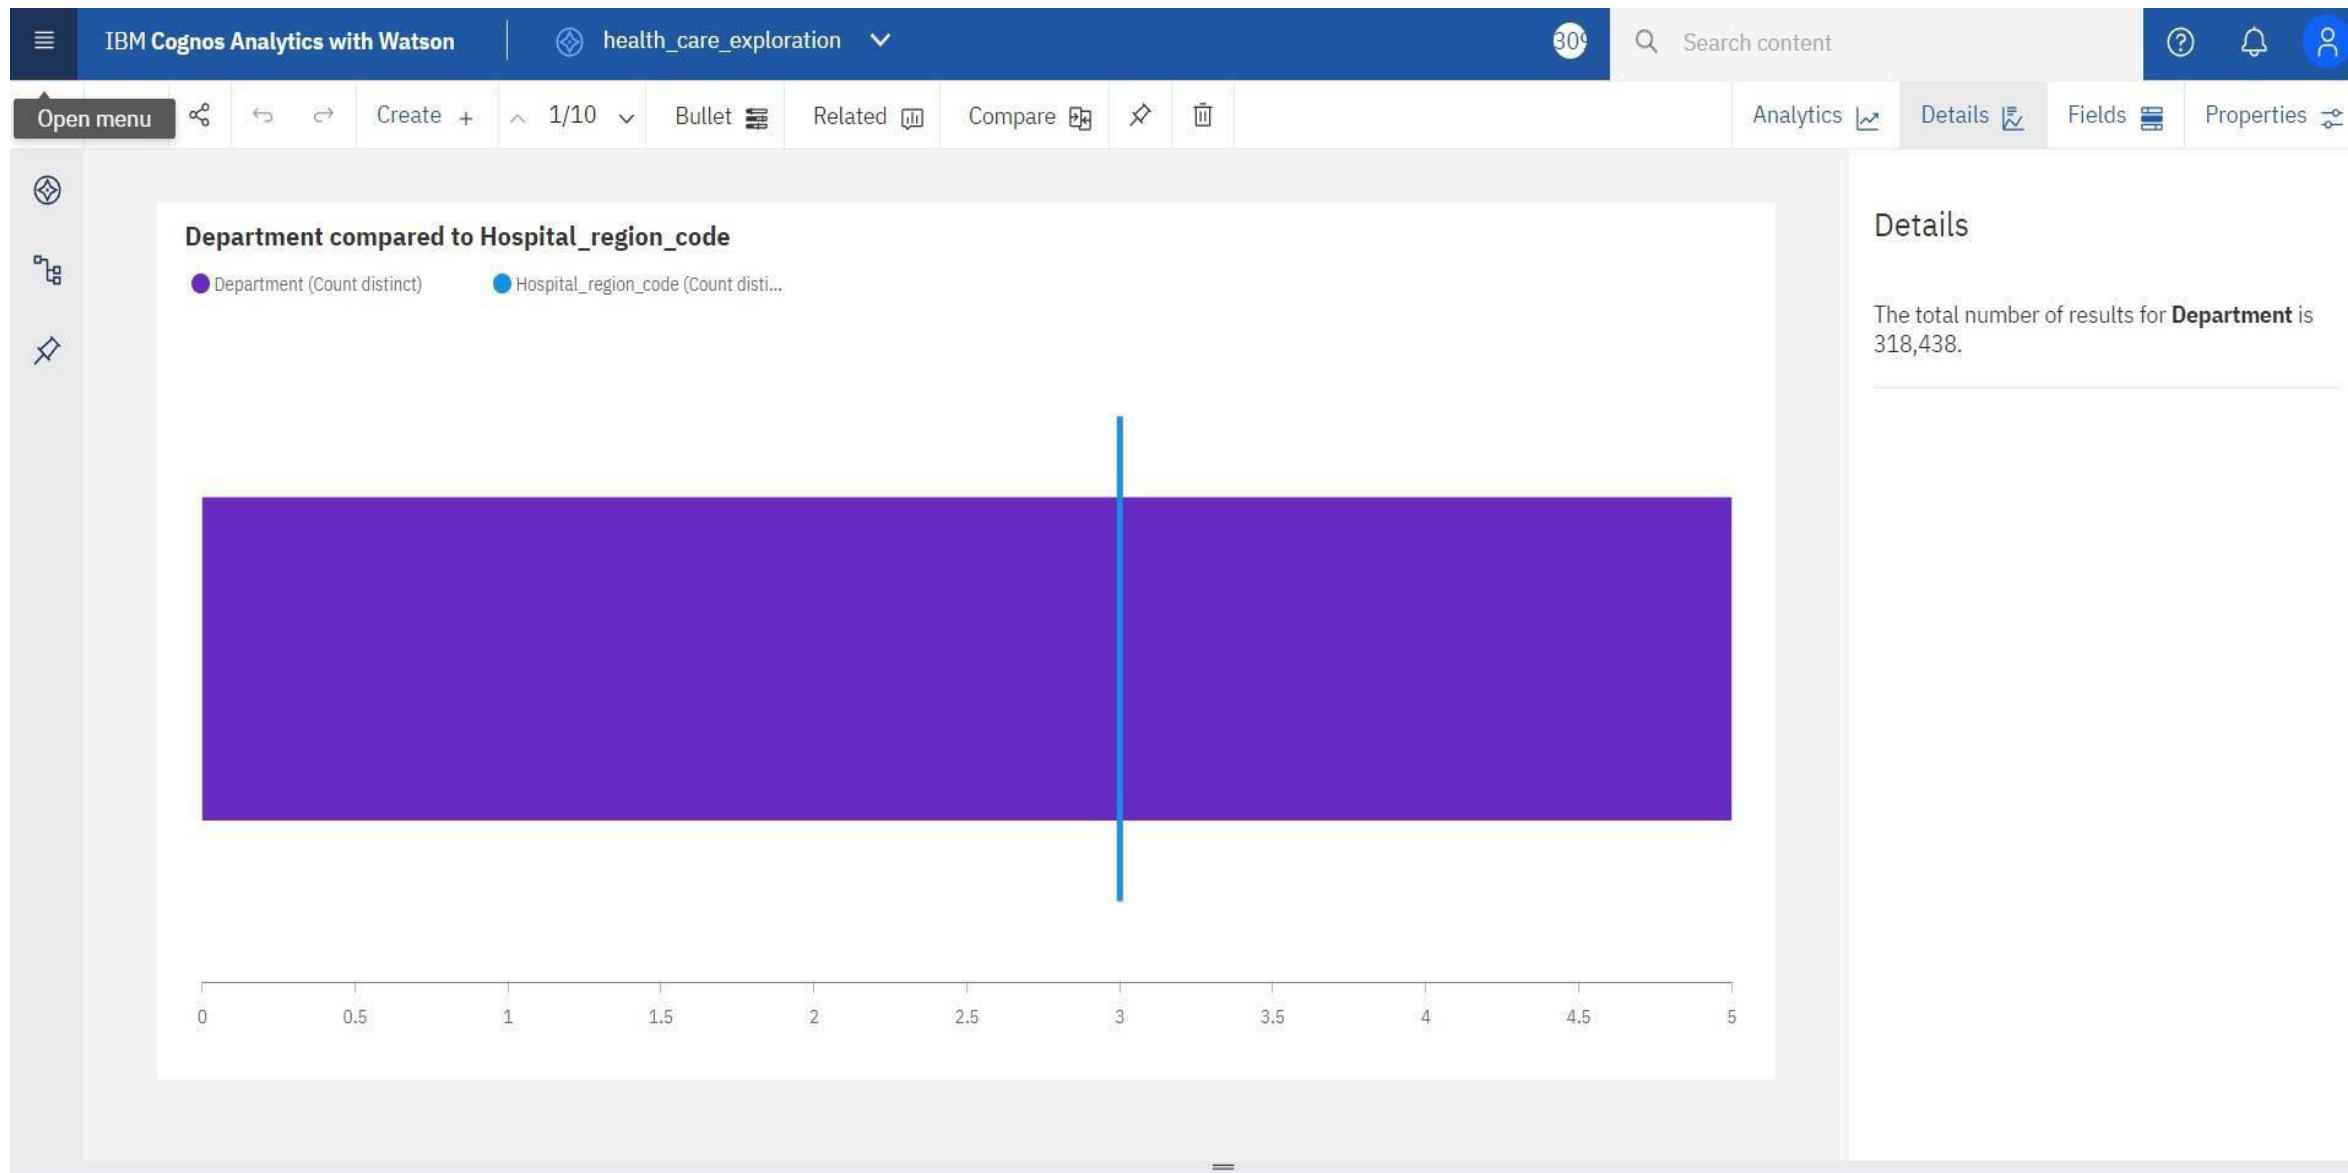 IBM Cognos Analytics with Watson health_care_exploration 309 Search content
Open menu Create + 1/10 Bullet Related Compare Analytics Details Fields Properties
Department compared to Hospital_region_code
Department (Count distinct) Hospital_region_code (Count disti...
0 0.5 1 1.5 2 2.5 3 3.5 4 4.5 5
Details
The total number of results for Department is
318,438.